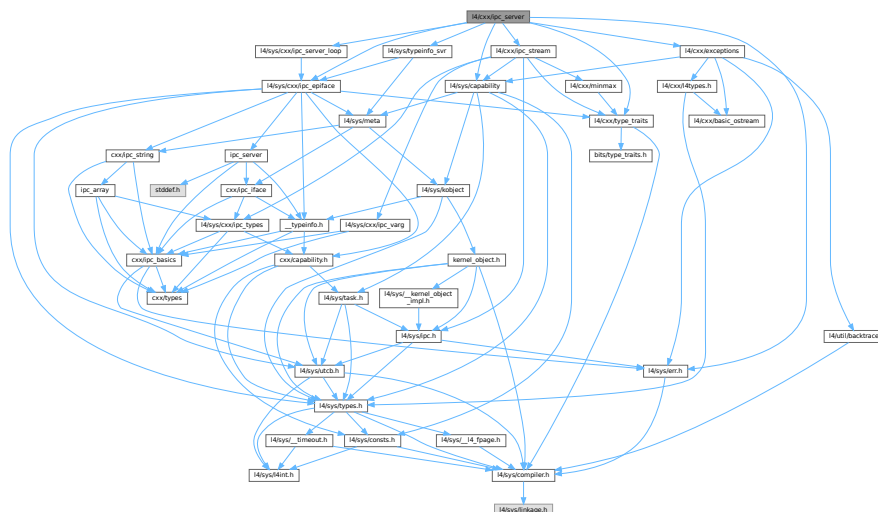 l4/cxx/ipc_server
l4/sys/cxx/ipc_server_loop
l4/sys/typeinfo_svr
l4/cxx/ipc_stream
l4/cxx/exceptions
l4/sys/cxx/ipc_epiface
l4/sys/capability
l4/cxx/minmax
l4/cxx/l4types.h
l4/sys/meta
l4/cxx/type_traits
l4/cxx/basic_ostream
cxx/ipc_string
ipc_server
bits/type_traits.h
stddef.h
ipc_array
cxx/ipc_iface
l4/sys/kobject
l4/sys/cxx/ipc_types
__typeinfo.h
l4/sys/cxx/ipc_varg
cxx/ipc_basics
cxx/capability.h
kernel_object.h
cxx/types
l4/sys/task.h
l4/sys/__kernel_object
_impl.h
l4/sys/ipc.h
l4/util/backtrace
l4/sys/utcb.h
l4/sys/err.h
l4/sys/types.h
l4/sys/__timeout.h
l4/sys/consts.h
l4/sys/__l4_fpage.h
l4/sys/l4int.h
l4/sys/compiler.h
l4/sys/linkage.h